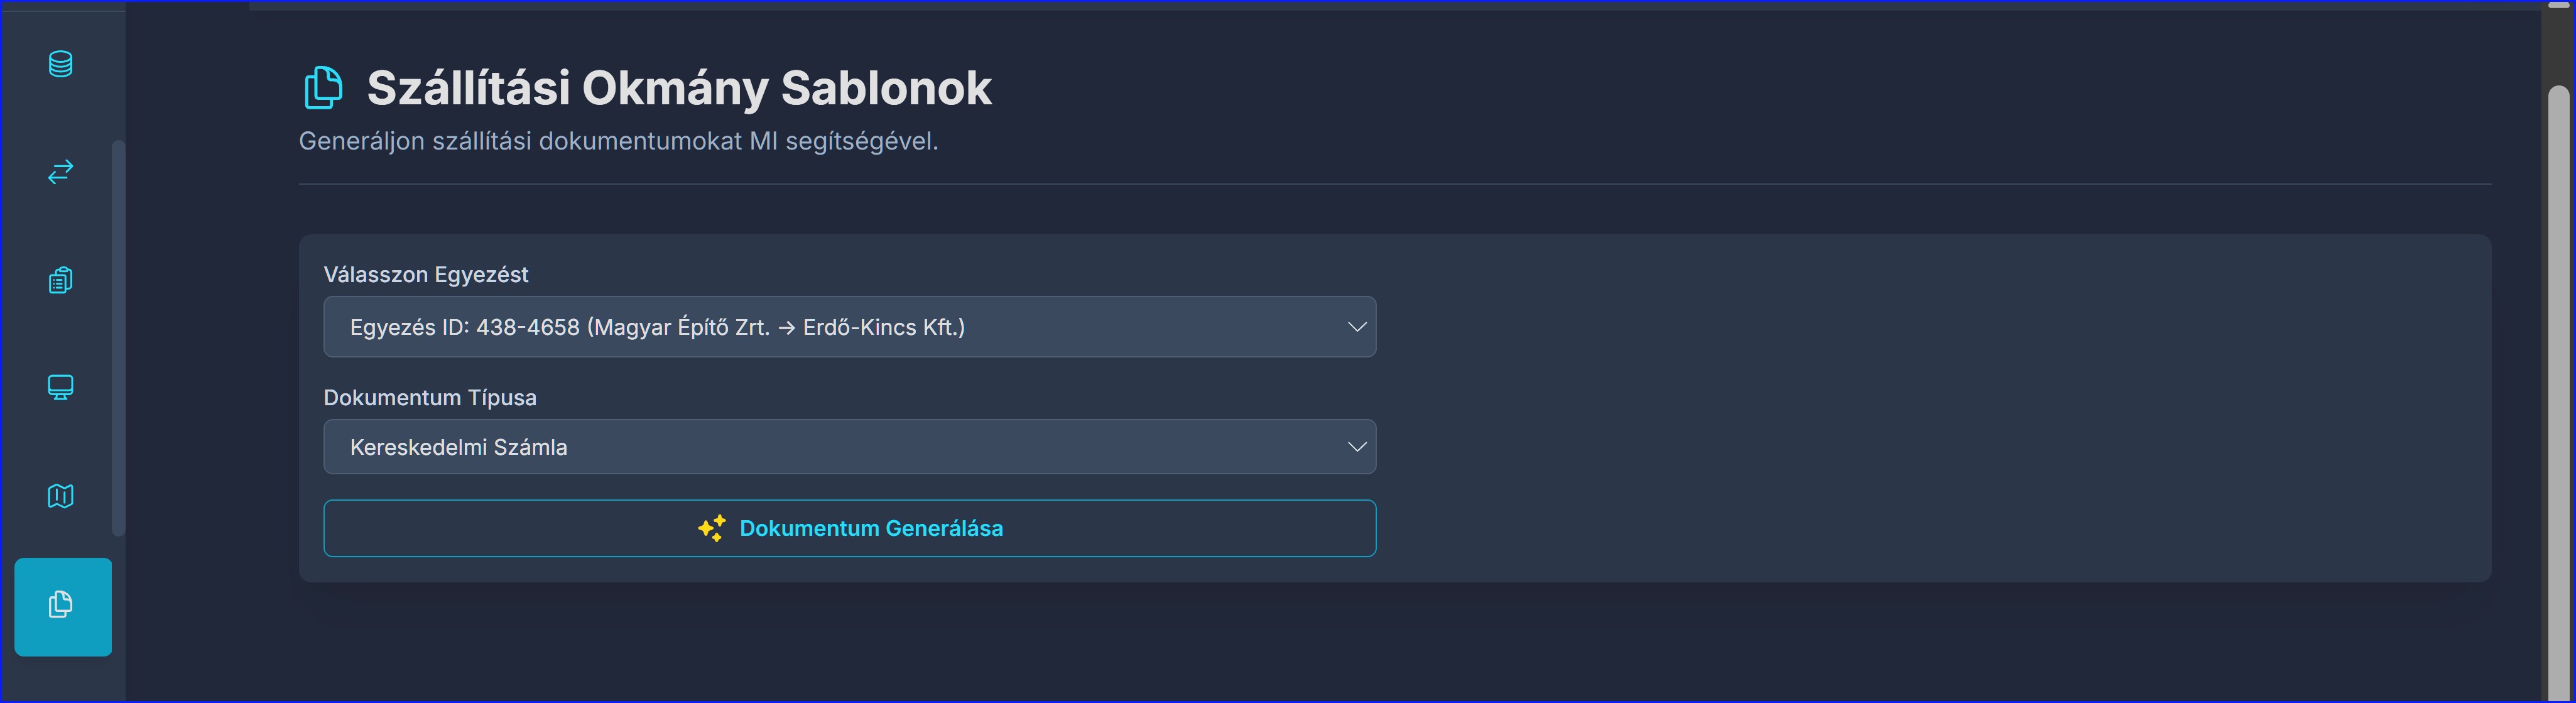 Szállítási Okmány Sablonok
Generáljon szállítási dokumentumokat MI segítségével.
Válasszon Egyezést
Egyezés ID: 438-4658 (Magyar Építő Zrt. → Erdő-Kincs Kft.)
Dokumentum Típusa
Kereskedelmi Számla
Dokumentum Generálása